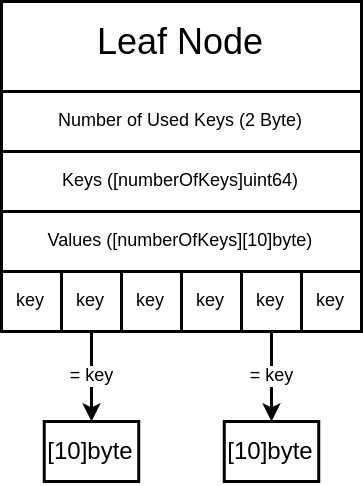 Leaf Node
Number of Used Keys (2 Byte)
Keys ([numberOfKeys]uint64)
Values ([numberOfKeys][10]byte)
key key key key key key
= key = key
[10]byte [10]byte